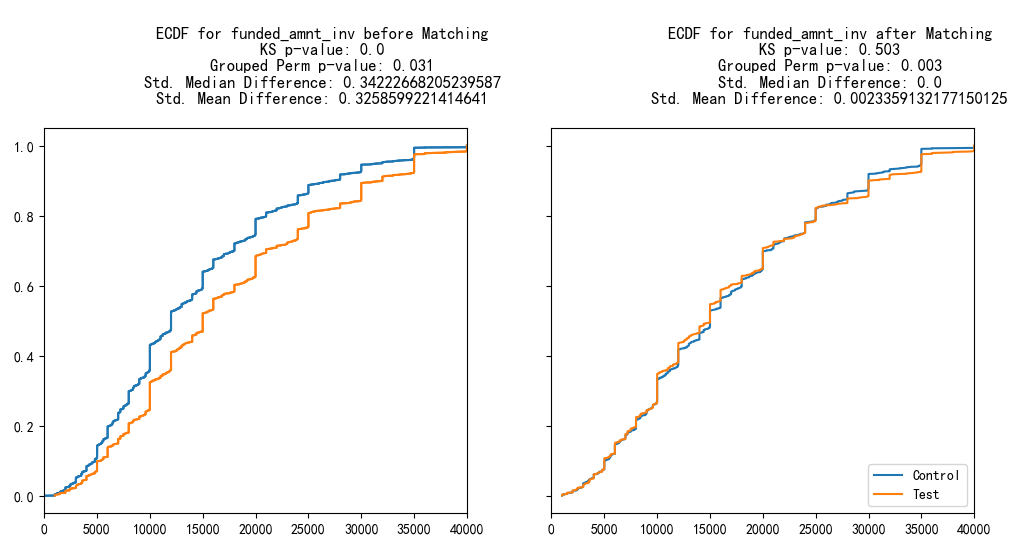 ECDF for funded_amnt_inv before Matching
KS p-value: 0.0
Grouped Perm p-value: 0.031
Std. Median Difference: 0.34222668205239587
Std. Mean Difference: 0.3258599221414641
ECDF for funded_amnt_inv after Matching
KS p-value: 0.503
Grouped Perm p-value: 0.003
Std. Median Difference: 0.0
Std. Mean Difference: 0.0023359132177150125
1.0
0.8
0.6
0.4
0.2
0.0
0 5000 10000 15000 20000 25000 30000 35000 40000
Control
Test
0 5000 10000 15000 20000 25000 30000 35000 40000